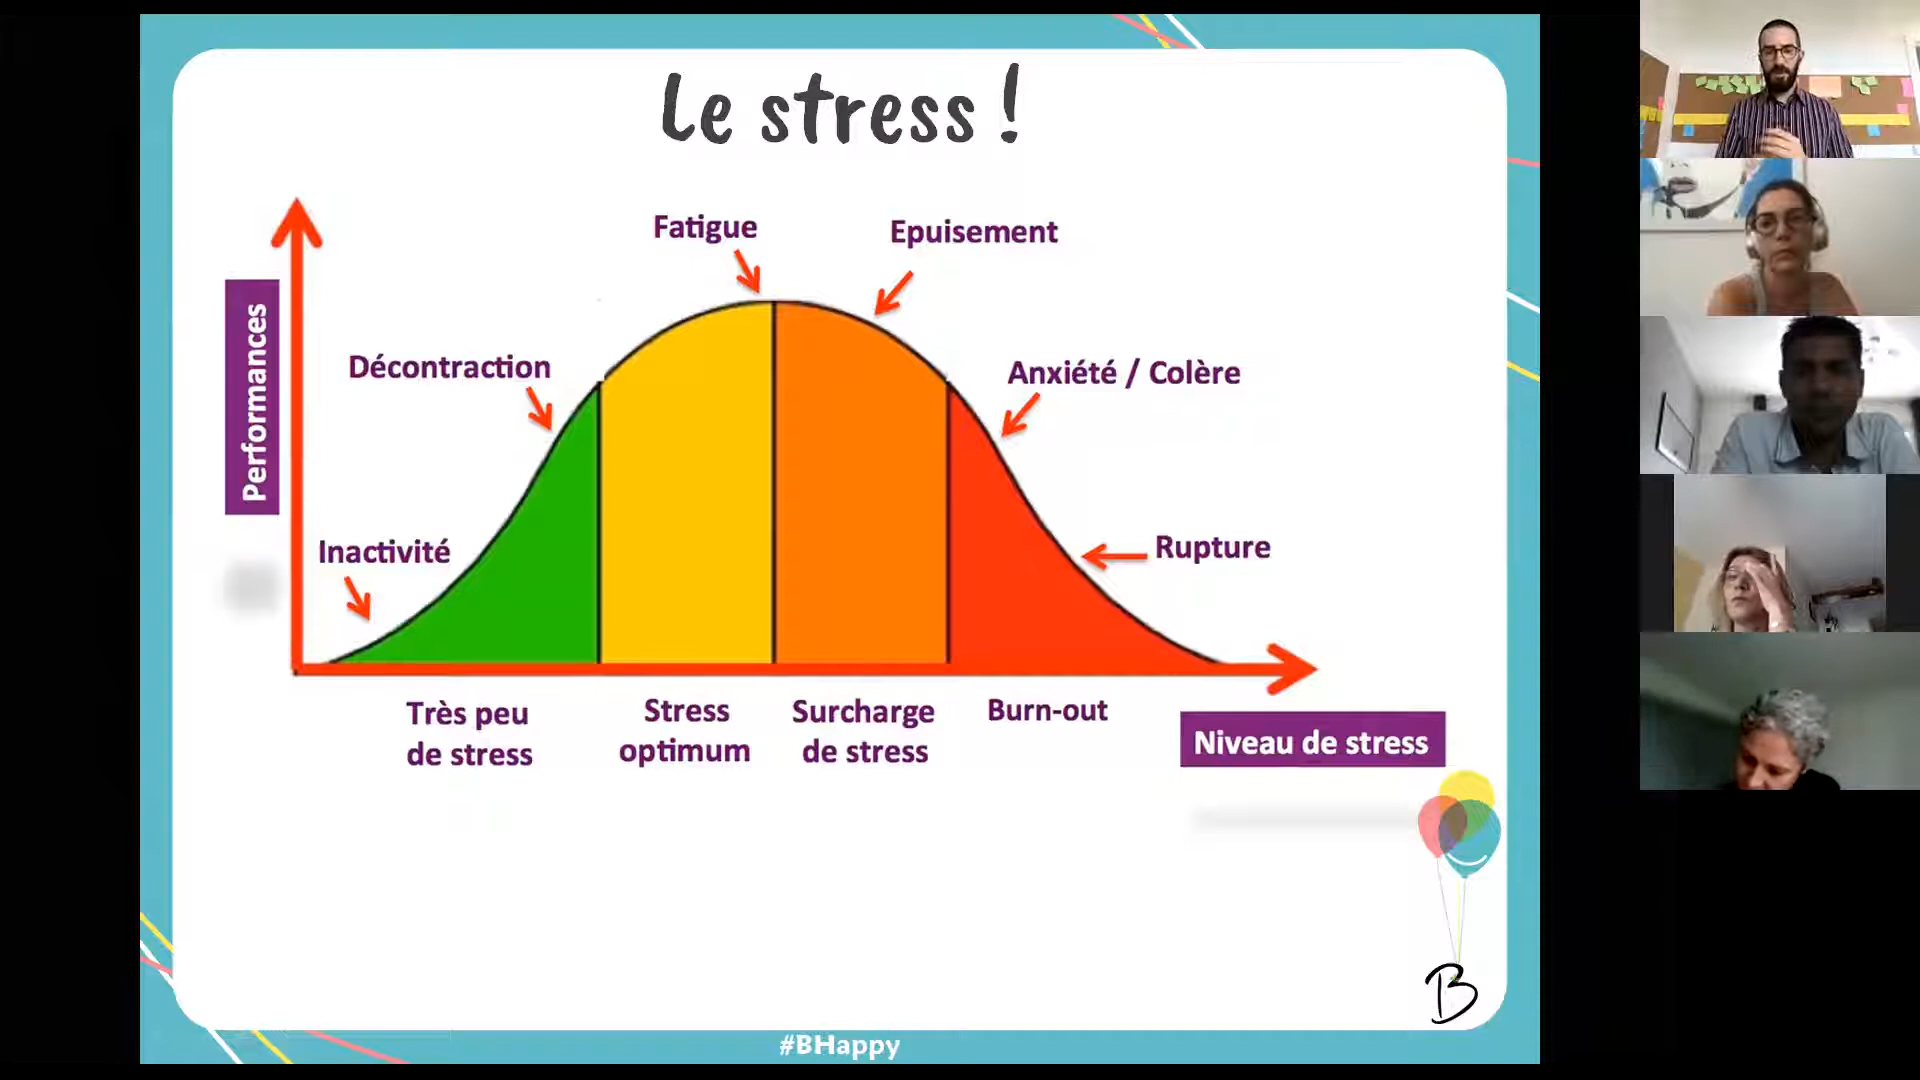 Le stress !
Fatigue
Epuisement
Décontraction
Anxiété / Colère
Performances
Inactivité
Rupture
Très peu
de stress
Stress
optimum
Surcharge
de stress
Burn-out
Niveau de stress
B
#BHappy